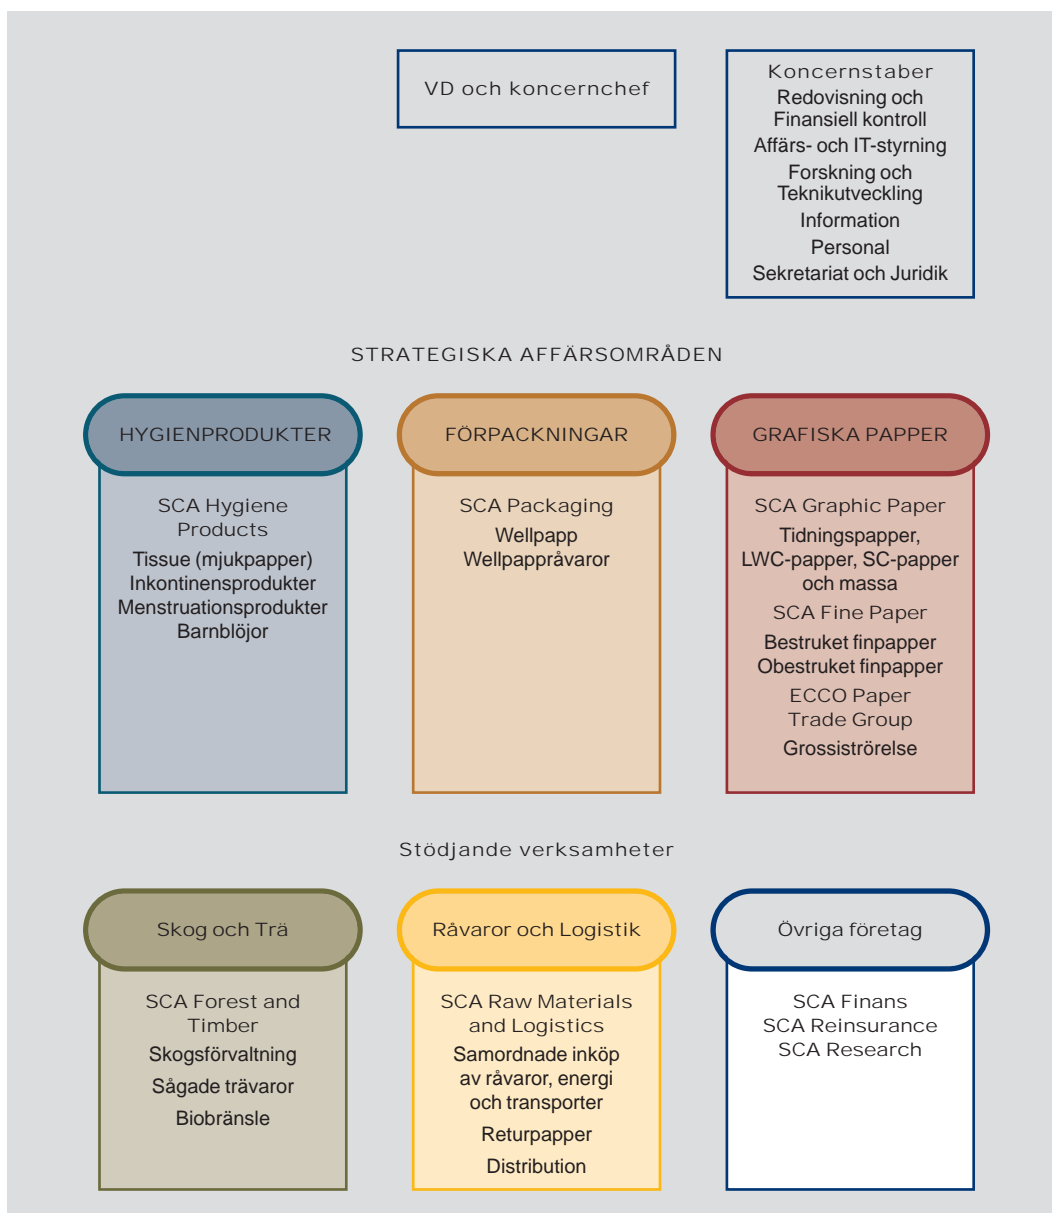 VD och koncernchef
Koncernstaber
Redovisning och
Finansiell kontroll
Affärs- och IT-styrning
Forskning och
Teknikutveckling
Information
Personal
Sekretariat och Juridik
STRATEGISKA AFFÄRSOMRÅDEN
HYGIENPRODUKTER
SCA Hygiene
Products
Tissue (mjukpapper)
Inkontinensprodukter
Menstruationsprodukter
Barnblöjor
FÖRPACKNINGAR
SCA Packaging
Wellpapp
Wellpappråvaror
GRAFISKA PAPPER
SCA Graphic Paper
Tidningspapper,
LWC-papper, SC-papper
och massa
SCA Fine Paper
Bestruket finpapper
Obestruket finpapper
ECCO Paper
Trade Group
Grossiströrelse
Stödjande verksamheter
Skog och Trä
SCA Forest and
Timber
Skogsförvaltning
Sågade trävaror
Biobränsle
Råvaror och Logistik
SCA Raw Materials
and Logistics
Samordnade inköp
av råvaror, energi
och transporter
Returpapper
Distribution
Övriga företag
SCA Finans
SCA Reinsurance
SCA Research